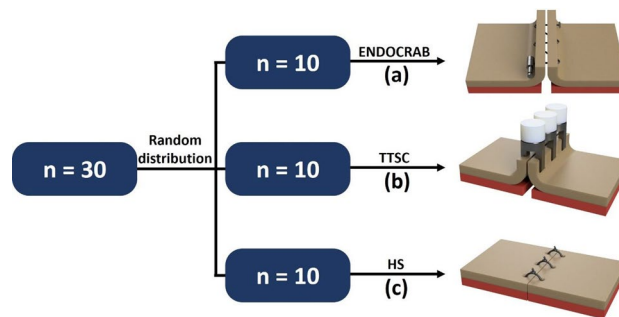 n = 30
Random
distribution
n = 10
ENDOCRAB
(a)
n = 10
TTSC
(b)
n = 10
HS
(c)